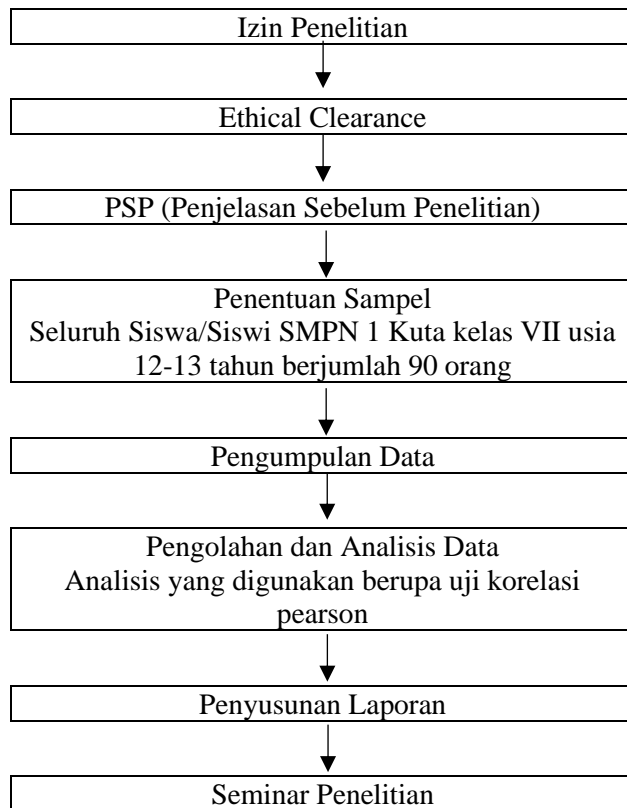 Izin Penelitian
Ethical Clearance
PSP (Penjelasan Sebelum Penelitian)
Penentuan Sampel
Seluruh Siswa/Siswi SMPN 1 Kuta kelas VII usia
12-13 tahun berjumlah 90 orang
Pengumpulan Data
Pengolahan dan Analisis Data
Analisis yang digunakan berupa uji korelasi
pearson
Penyusunan Laporan
Seminar Penelitian